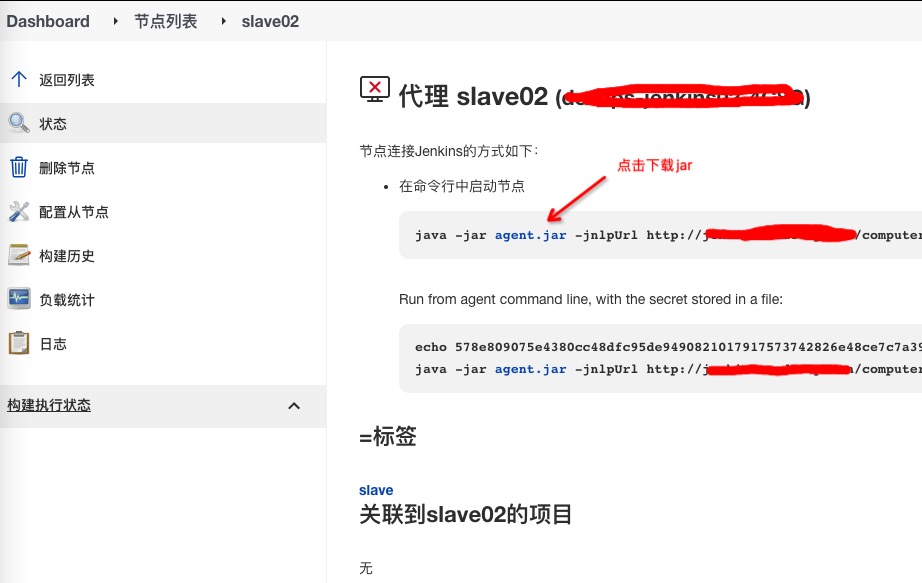 Dashboard ▸ 节点列表 ▸ slave02
返回列表
状态
删除节点
配置从节点
构建历史
负载统计
日志
构建执行状态
代理 slave02
节点连接Jenkins的方式如下:
点击下载jar
在命令行中启动节点
java -jar agent.jar -jnlpUrl http:// /computer
Run from agent command line, with the secret stored in a file:
echo 578e809075e4380cc48dfc95de9490821017917573742826e48ce7c7a39
java -jar agent.jar -jnlpUrl http:// /computer
=标签
slave
关联到slave02的项目
无